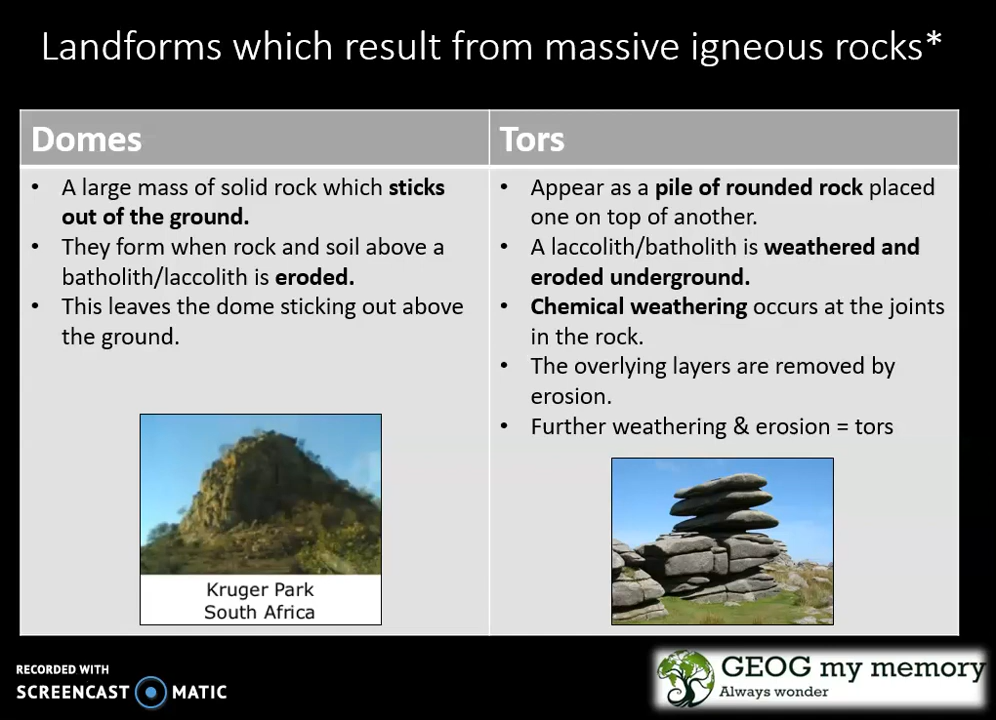 Landforms which result from massive igneous rocks*
Domes
• A large mass of solid rock which sticks
out of the ground.
• They form when rock and soil above a
batholith/laccolith is eroded.
• This leaves the dome sticking out above
the ground.
Kruger Park
South Africa
Tors
• Appear as a pile of rounded rock placed
one on top of another.
• A laccolith/batholith is weathered and
eroded underground.
• Chemical weathering occurs at the joints
in the rock.
• The overlying layers are removed by
erosion.
• Further weathering & erosion = tors
RECORDED WITH
SCREENCAST MATIC
GEOG my memory
Always wonder